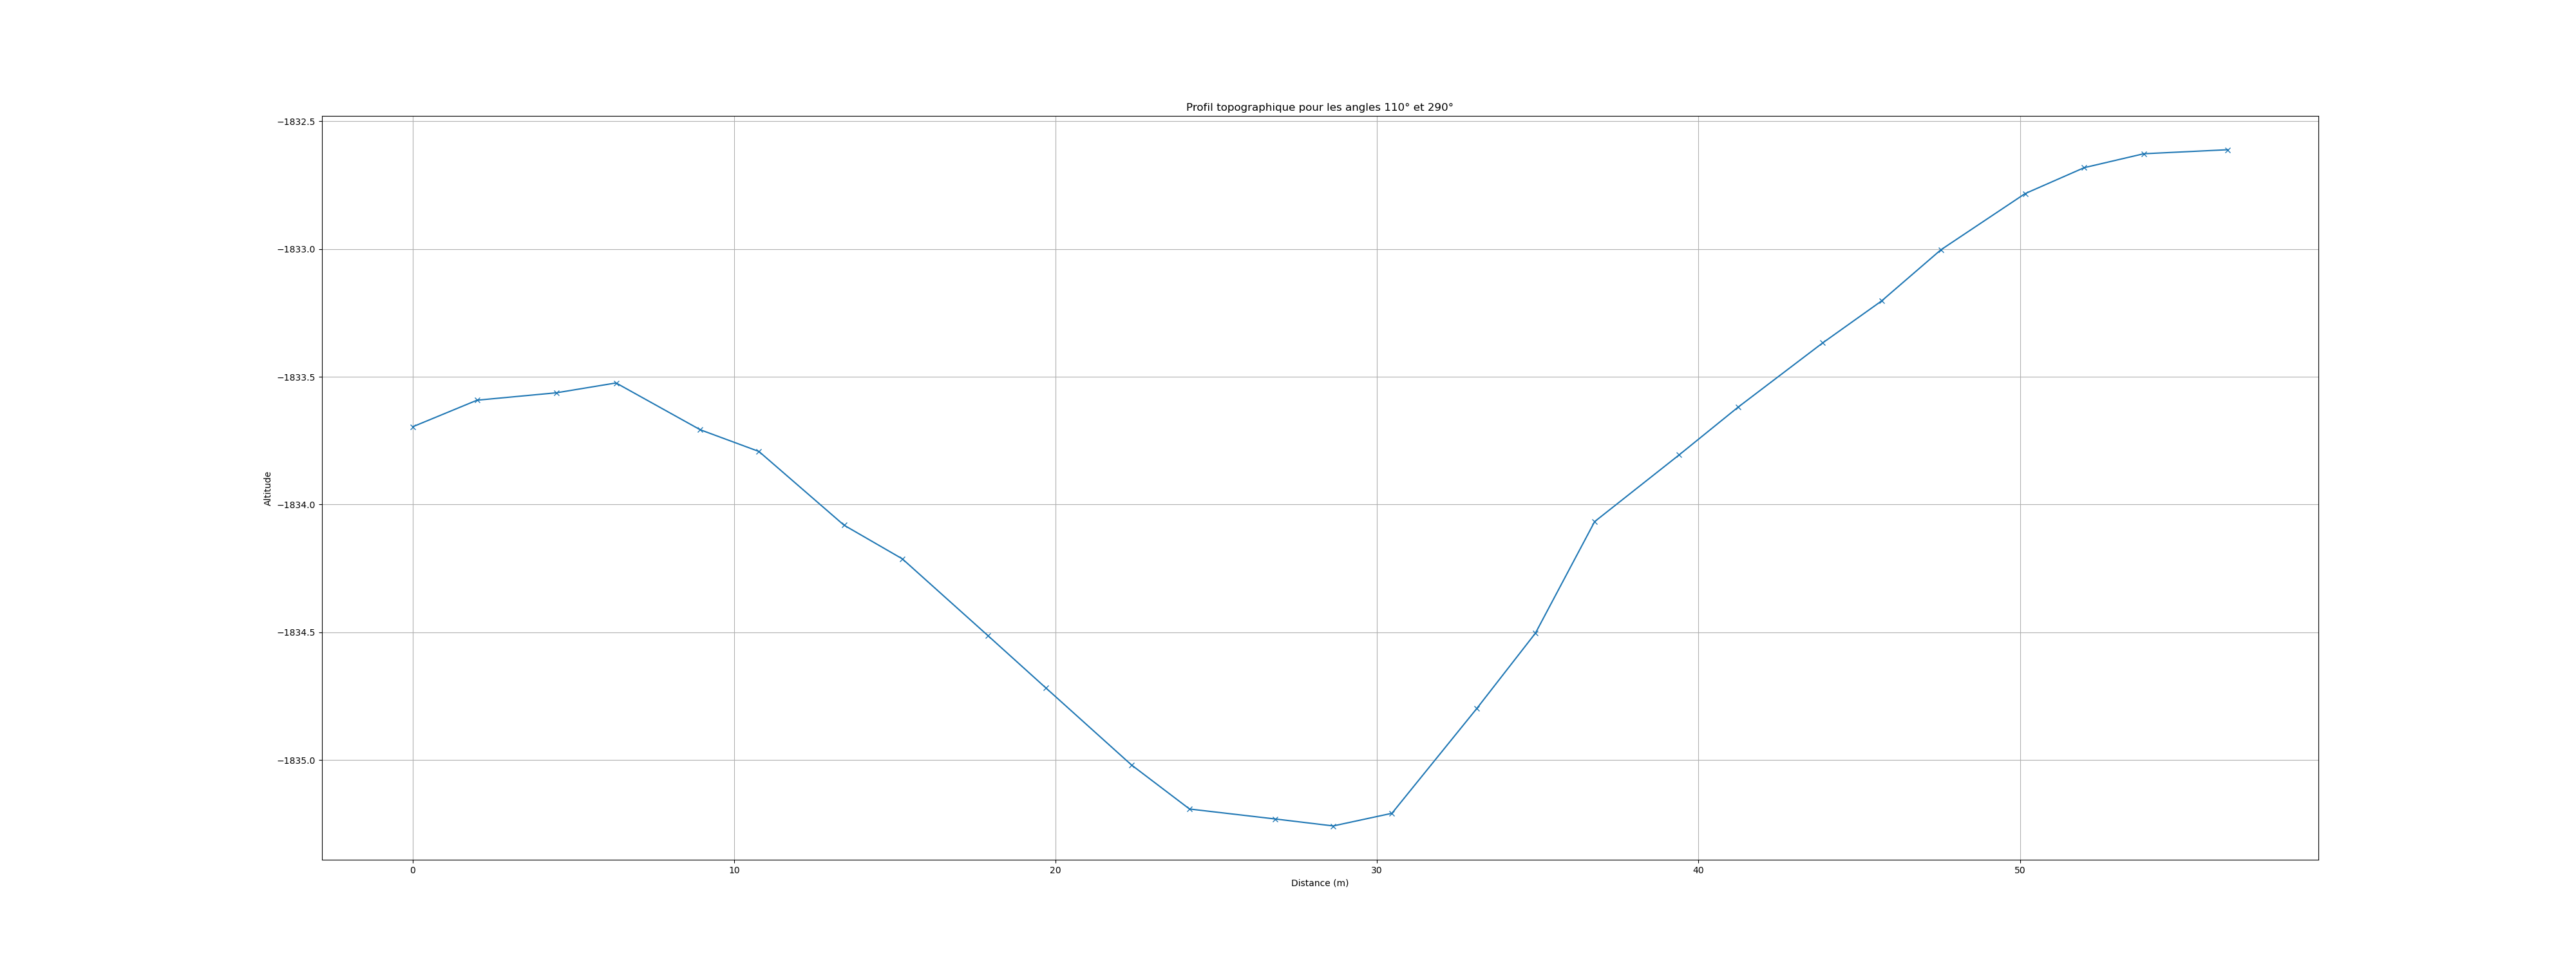 Profil topographique pour les angles 110° et 290°
−1832.5
−1833.0
−1833.5
−1834.0
−1834.5
−1835.0
Altitude
0 10 20 30 40 50
Distance (m)